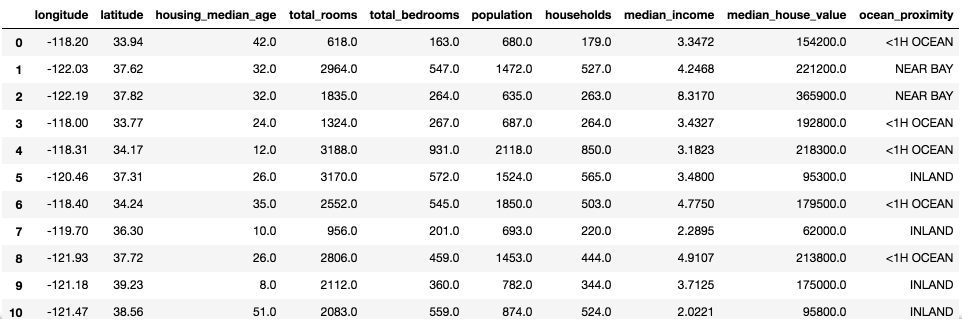 longitude latitude housing_median_age total_rooms total_bedrooms population households median_income median_house_value ocean_proximity
0 -118.20 33.94 42.0 618.0 163.0 680.0 179.0 3.3472 154200.0 <1H OCEAN
1 -122.03 37.62 32.0 2964.0 547.0 1472.0 527.0 4.2468 221200.0 NEAR BAY
2 -122.19 37.82 32.0 1835.0 264.0 635.0 263.0 8.3170 365900.0 NEAR BAY
3 -118.00 33.77 24.0 1324.0 267.0 687.0 264.0 3.4327 192800.0 <1H OCEAN
4 -118.31 34.17 12.0 3188.0 931.0 2118.0 850.0 3.1823 218300.0 <1H OCEAN
5 -120.46 37.31 26.0 3170.0 572.0 1524.0 565.0 3.4800 95300.0 INLAND
6 -118.40 34.24 35.0 2552.0 545.0 1850.0 503.0 4.7750 179500.0 <1H OCEAN
7 -119.70 36.30 10.0 956.0 201.0 693.0 220.0 2.2895 62000.0 INLAND
8 -121.93 37.72 26.0 2806.0 459.0 1453.0 444.0 4.9107 213800.0 <1H OCEAN
9 -121.18 39.23 8.0 2112.0 360.0 782.0 344.0 3.7125 175000.0 INLAND
10 -121.47 38.56 51.0 2083.0 559.0 874.0 524.0 2.0221 95800.0 INLAND